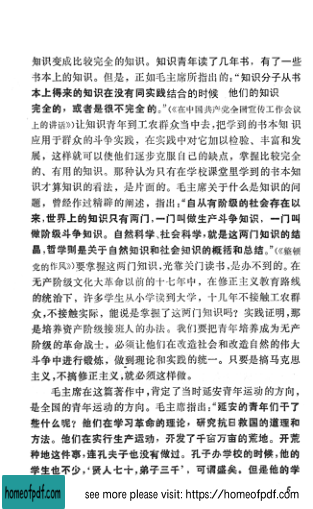 知识变成比较完全的知识。知识青年读了几年书，有了一些
书本上的知识。但是，正如毛主席所指出的：“知识分子从书
本上得来的知识在没有同实践结合的时候，他们的知识是不
完全的，或者是很不完全的。”（《在中国共产党全国宣传工作会议
上的讲话》）让知识青年到工农群众当中去，把学到的书本知识
应用于群众的斗争实践，在实践中对它加以检验、丰富和发
展，这样就可以使他们逐步克服自己的缺点，掌握比较完全
的、有用的知识。那种认为只有在学校课堂里学到的书本知
识才算知识的看法，是片面的。毛主席关于什么是知识的问
题，曾经作过精辟的阐述，指出：“自从有阶级的社会存在以
来，世界上的知识只有两门，一门叫做生产斗争知识，一门叫
做阶级斗争知识。自然科学、社会科学，就是这两门知识的结
晶，哲学则是关于自然知识和社会知识的概括和总结。”（《整顿
党的作风》）要掌握这两门知识，光靠关门读书，是办不到的。在
无产阶级文化大革命以前的十七年中，在修正主义教育路线
的统治下，许多学生从小学读到大学，十几年不接触工农群
众，不接触实际，能说是掌握了这两门知识吗？实践证明，那
是培养资产阶级接班人的办法。我们要把青年培养成为无产
阶级的革命战士，必须让他们在改造社会和改造自然的伟大
斗争中进行锻炼，做到理论和实践的统一。只要是搞马克思
主义，不搞修正主义，就必须这样做。
毛主席在这篇著作中，肯定了当时延安青年运动的方向，
是全国的青年运动的方向。毛主席指出：“延安的青年们干了
些什么呢？他们在学习革命的理论，研究抗日救国的道理和
方法。他们在实行生产运动，开发了千亩万亩的荒地。开荒
种地这件事，连孔夫子也没有做过。孔子办学校的时候，他的
学生也不少，‘贤人七十，弟子三千’，可谓盛矣。但是他的学
5
homeofpdf.com
see more please visit: https://homeofpdf.com